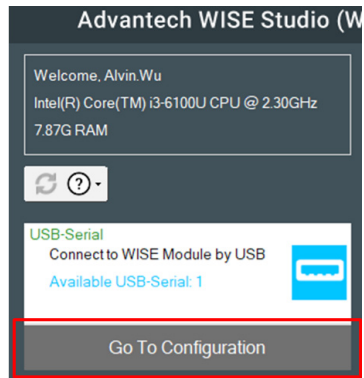 Advantech WISE Studio (W
Welcome, Alvin.Wu
Intel(R) Core(TM) i3-6100U CPU @ 2.30GHz
7.87G RAM
USB-Serial
Connect to WISE Module by USB
Available USB-Serial: 1
Go To Configuration